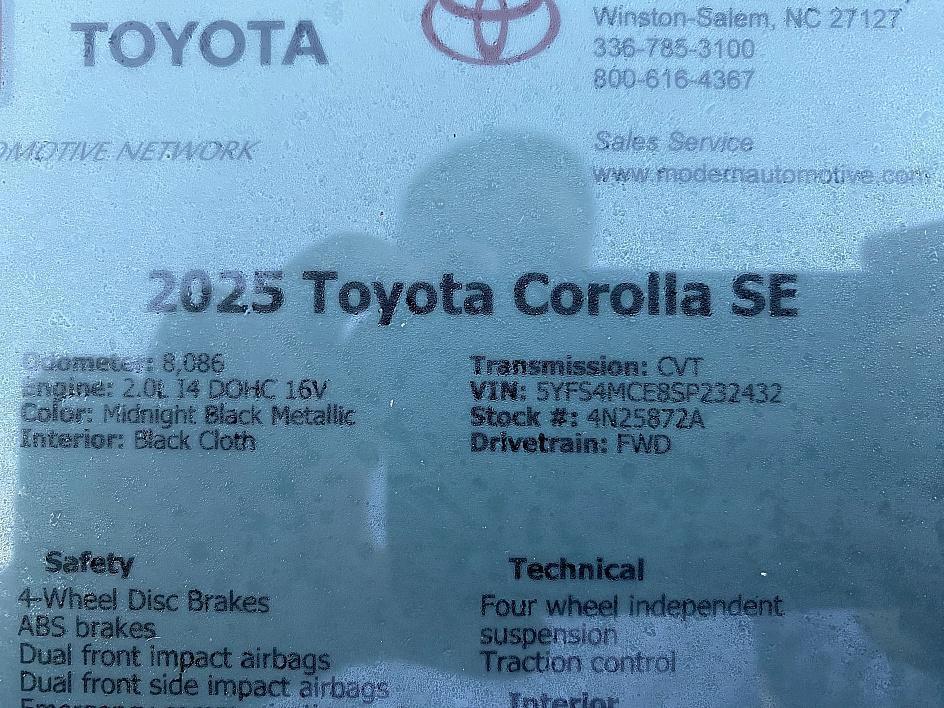 TOYOTA
Winston-Salem, NC 27127
336-785-3100
800-616-4367
NETWORK
Sales Service
www.modernautomotive.com
2025 Toyota Corolla SE
Odometer: 8,086
Engine: 2.0L I4 DOHC 16V
Color: Midnight Black Metallic
Interior: Black Cloth
Transmission: CVT
VIN: 5YFS4MCE8SP232432
Stock #: 4N25872A
Drivetrain: FWD
Safety
4-Wheel Disc Brakes
ABS brakes
Dual front impact airbags
Dual front side impact airbags
Technical
Four wheel independent
suspension
Traction control
Interior